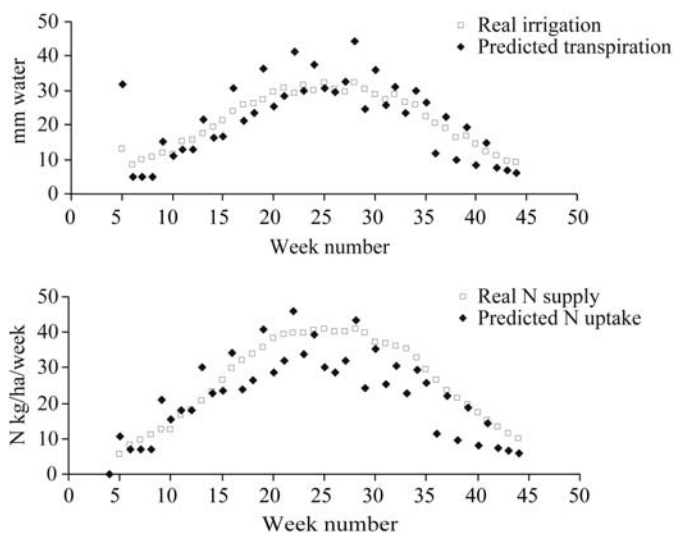 50
Real irrigation
40
Predicted transpiration
mm water
30
20
10
0
0 5 10 15 20 25 30 35 40 45 50
Week number
50
Real N supply
40
Predicted N uptake
N kg/ha/week
30
20
10
0
0 5 10 15 20 25 30 35 40 45 50
Week number